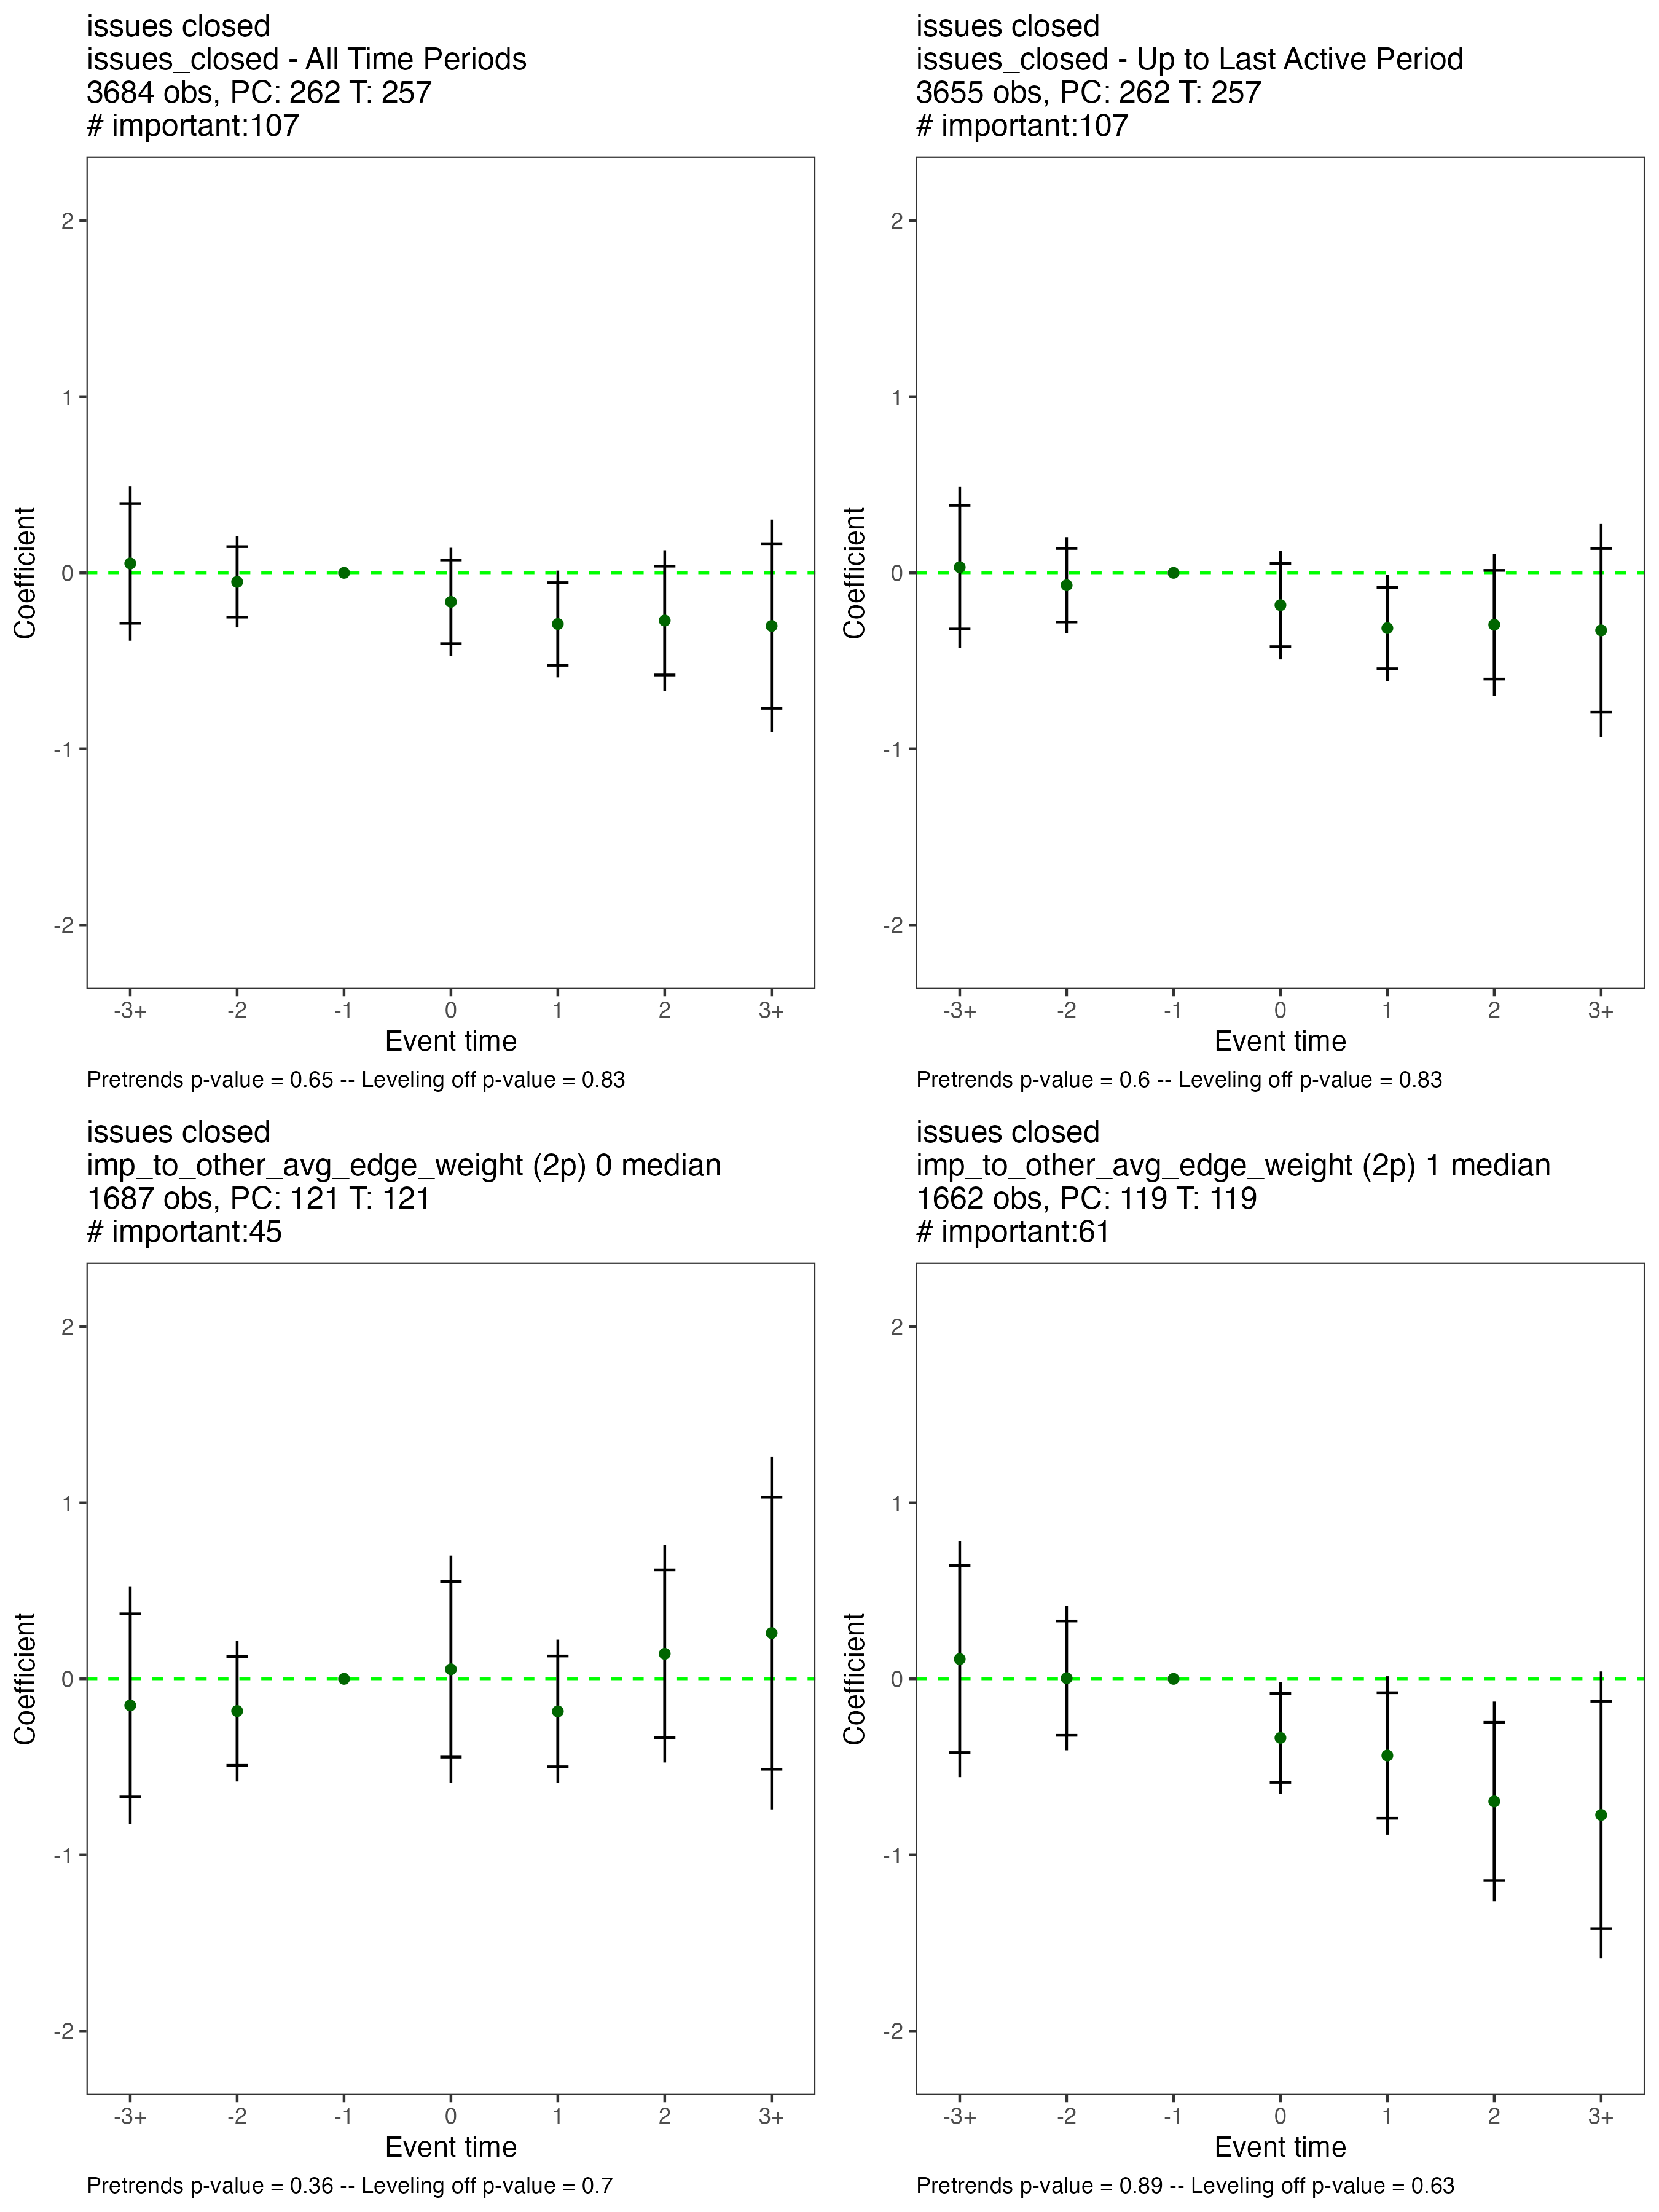 issues closed
issues_closed - All Time Periods
3684 obs, PC: 262 T: 257
# important:107
2
1
0
-1
-2
Coefficient
-3+ -2 -1 0 1 2 3+
Event time
Pretrends p-value = 0.65 -- Leveling off p-value = 0.83
issues closed
issues_closed - Up to Last Active Period
3655 obs, PC: 262 T: 257
# important:107
2
1
0
-1
-2
Coefficient
-3+ -2 -1 0 1 2 3+
Event time
Pretrends p-value = 0.6 -- Leveling off p-value = 0.83
issues closed
imp_to_other_avg_edge_weight (2p) 0 median
1687 obs, PC: 121 T: 121
# important:45
2
1
0
-1
-2
Coefficient
-3+ -2 -1 0 1 2 3+
Event time
Pretrends p-value = 0.36 -- Leveling off p-value = 0.7
issues closed
imp_to_other_avg_edge_weight (2p) 1 median
1662 obs, PC: 119 T: 119
# important:61
2
1
0
-1
-2
Coefficient
-3+ -2 -1 0 1 2 3+
Event time
Pretrends p-value = 0.89 -- Leveling off p-value = 0.63